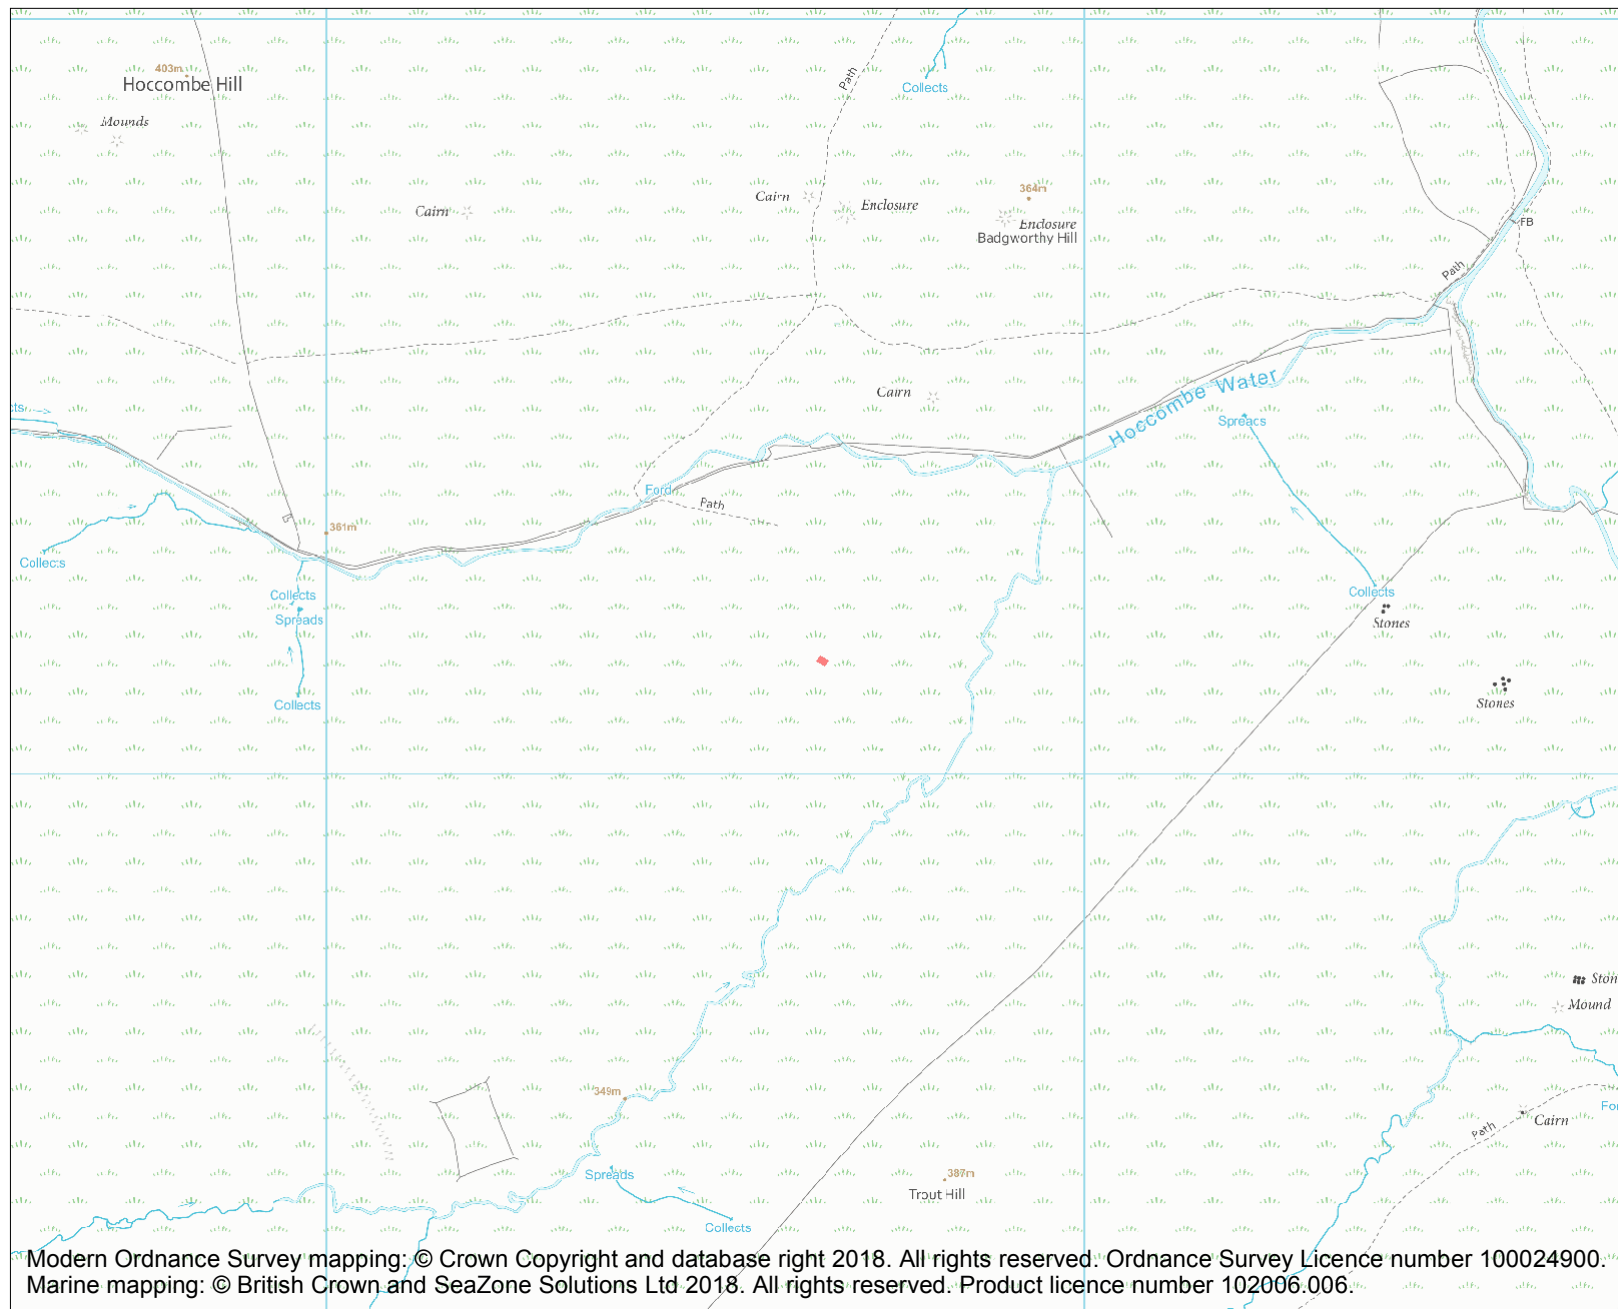 403m
Hoccombe Hill
Mounds
Path
Collects
Cairn
Cairn
Enclosure
364m
Enclosure
Badgworthy Hill
FB
Path
Cairn
Hoccombe Water
Spreads
cts
Ford
Path
361m
Collects
Collects
Spreads
Collects
Collects
Stones
Stones
Ston
Mound
349m
For
Cairn
Path
Spreads
387m
Trout Hill
Collects
Modern Ordnance Survey mapping: © Crown Copyright and database right 2018. All rights reserved. Ordnance Survey Licence number 100024900.
Marine mapping: © British Crown and SeaZone Solutions Ltd 2018. All rights reserved. Product licence number 102006.006.